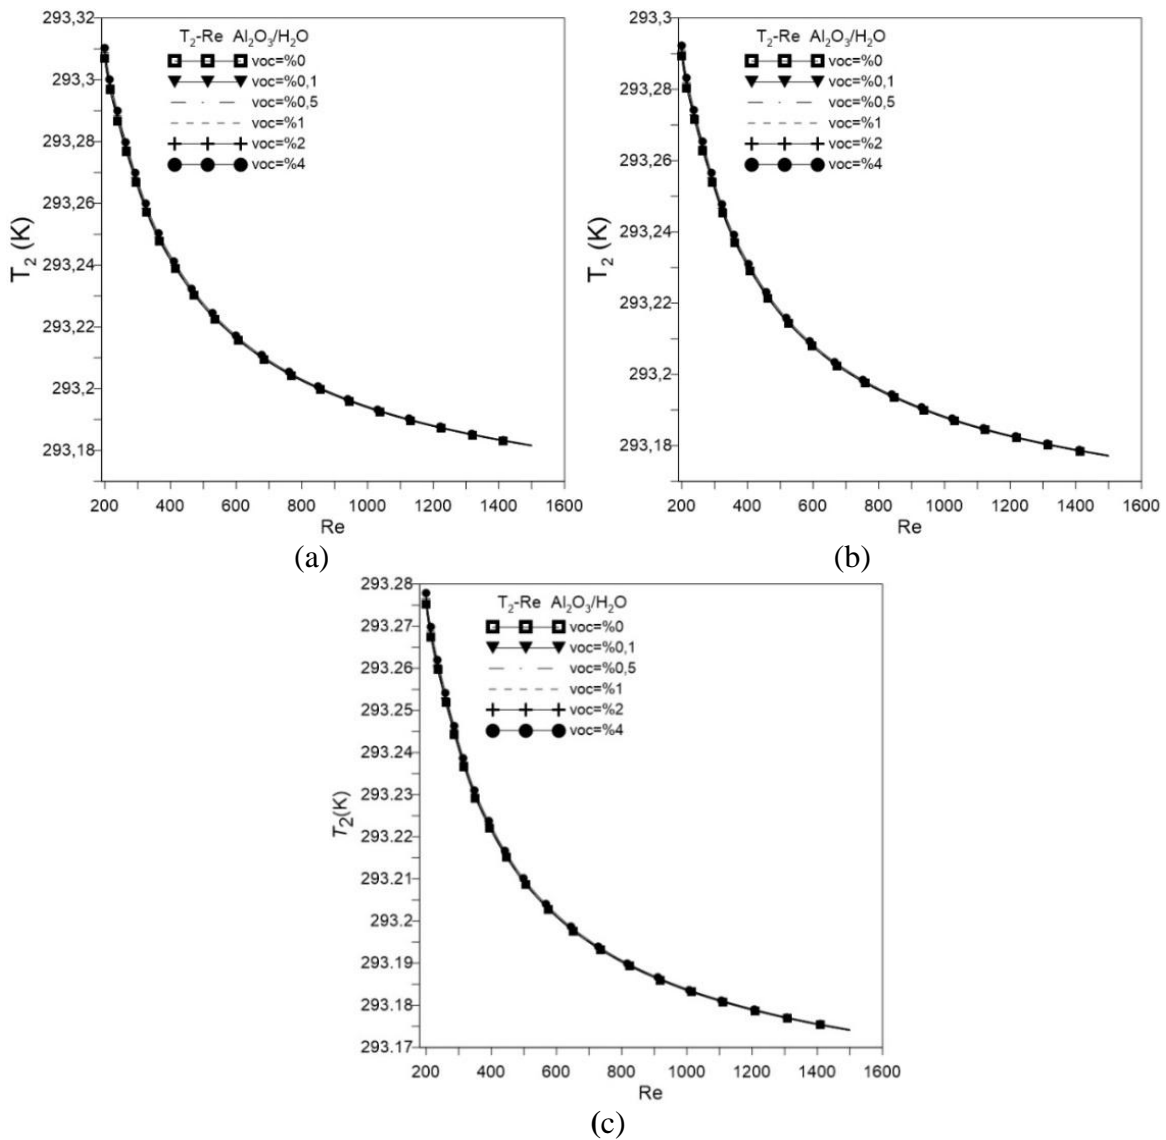 293,32
293,3
293,28
293,26
293,24
293,22
293,2
293,18
T₂ (K)
T₂-Re Al₂O₃/H₂O
voc=%0
voc=%0,1
voc=%0,5
voc=%1
voc=%2
voc=%4
200 400 600 800 1000 1200 1400 1600
Re
(a)
293,3
293,28
293,26
293,24
293,22
293,2
293,18
T₂ (K)
T₂-Re Al₂O₃/H₂O
voc=%0
voc=%0,1
voc=%0,5
voc=%1
voc=%2
voc=%4
200 400 600 800 1000 1200 1400 1600
Re
(b)
293.28
293.27
293.26
293.25
293.24
293.23
293.22
293.21
293.2
293.19
293.18
293.17
T₂(K)
T₂-Re Al₂O₃/H₂O
voc=%0
voc=%0,1
voc=%0,5
voc=%1
voc=%2
voc=%4
200 400 600 800 1000 1200 1400 1600
Re
(c)